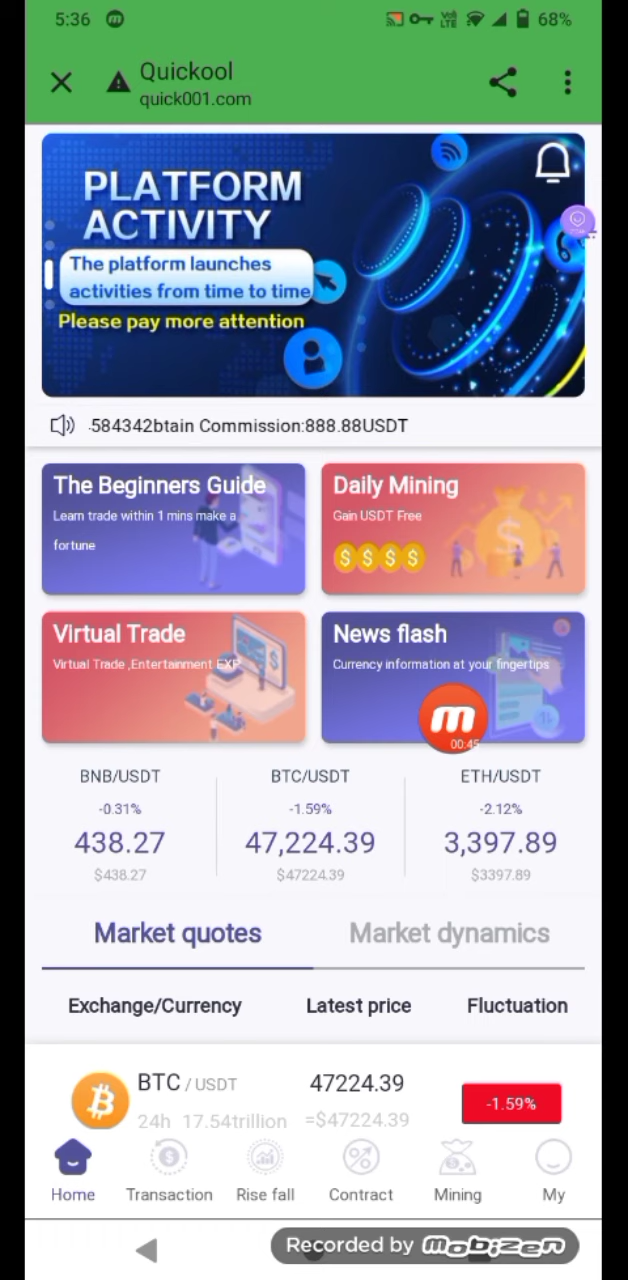 5:36
Vo) LTE
68%
Quickool
quick001.com
PLATFORM
ACTIVITY
The platform launches
activities from time to time
Please pay more attention
584342btain Commission:888.88USDT
The Beginners Guide
Learn trade within 1 mins make a
fortune
Daily Mining
Gain USDT Free
$ $ $ $
Virtual Trade
Virtual Trade ,Entertainment EXP
News flash
Currency information at your fingertips
m
00:45
BNB/USDT
BTC/USDT
ETH/USDT
-0.31%
-1.59%
-2.12%
438.27
47,224.39
3,397.89
$438.27
$47224.39
$3397.89
Market quotes
Market dynamics
Exchange/Currency
Latest price
Fluctuation
BTC / USDT
47224.39
-1.59%
24h 17.54trillion
=$47224.39
Home
Transaction
Rise fall
Contract
Mining
My
Recorded by mobizen